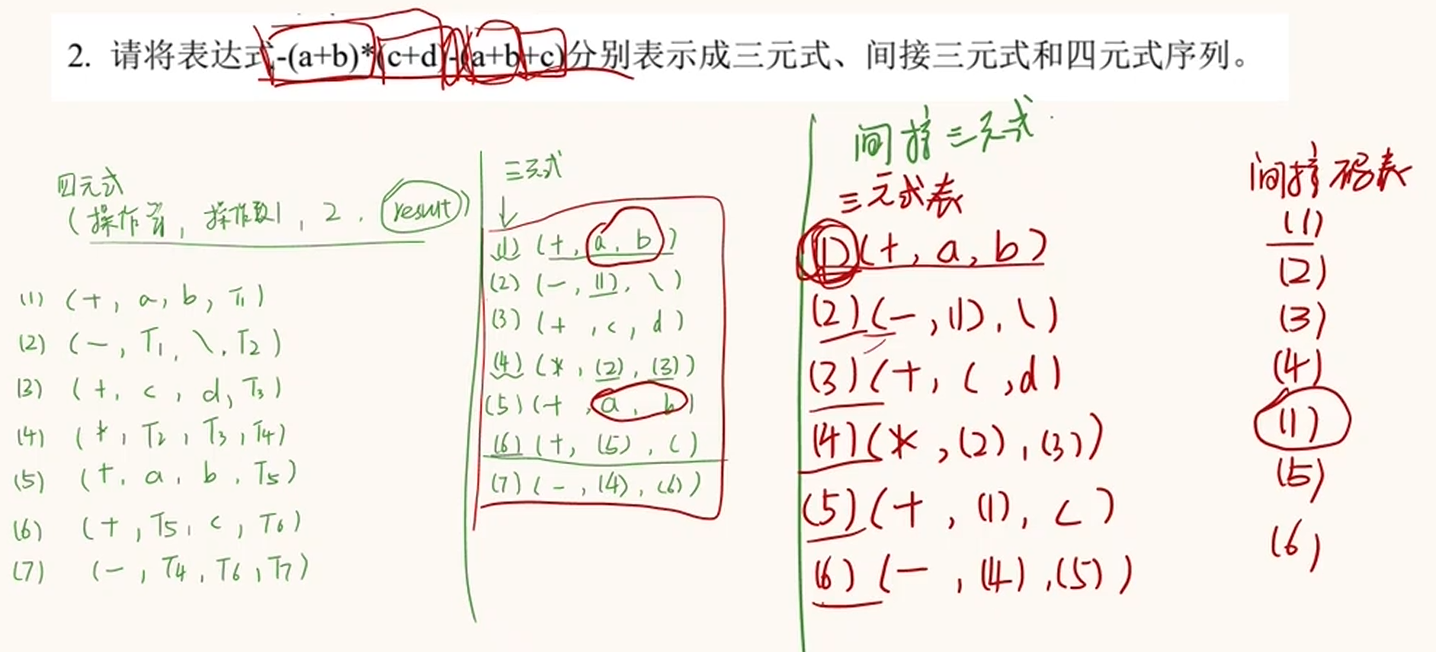 2. 请将表达式-(a+b)*(c+d)-(a+b+c)分别表示成三元式、间接三元式和四元式序列。
四元式
(操作符, 操作数1, 2, result)
(1) (+, a, b, T1)
(2) (-, T1, \, T2)
(3) (+, c, d, T3)
(4) (*, T2, T3, T4)
(5) (+, a, b, T5)
(6) (+, T5, c, T6)
(7) (-, T4, T6, T7)
三元式
(1) (+, a, b)
(2) (-, (1), \)
(3) (+, c, d)
(4) (*, (2), (3))
(5) (+, a, b)
(6) (+, (5), c)
(7) (-, (4), (6))
间接三元式
三元式表
(1) (+, a, b)
(2) (-, (1), \)
(3) (+, c, d)
(4) (*, (2), (3))
(5) (+, (1), c)
(6) (-, (4), (5))
间接码表
(1)
(2)
(3)
(4)
(1)
(5)
(6)